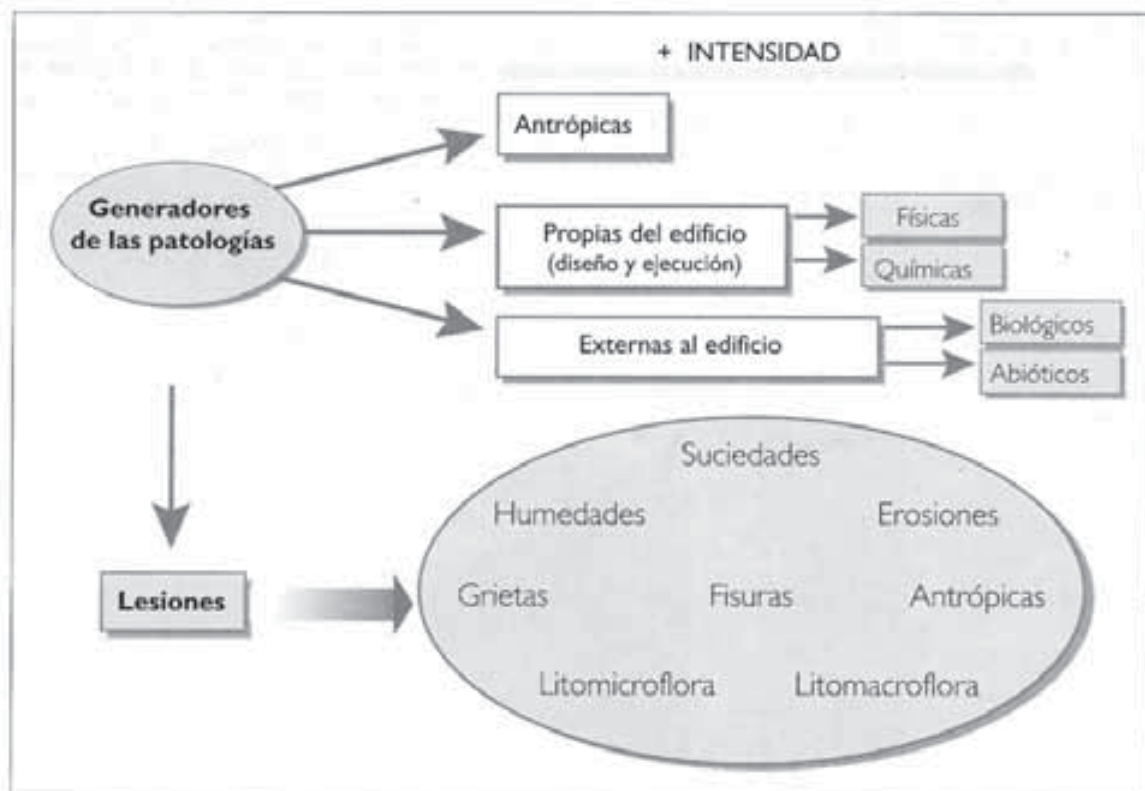 + INTENSIDAD
Antrópicas
Generadores
de las patologías
Propias del edificio
(diseño y ejecución)
Físicas
Químicas
Externas al edificio
Biológicos
Abióticos
Suciedades
Humedades
Erosiones
Lesiones
Grietas
Fisuras
Antrópicas
Litomicroflora
Litomacroflora